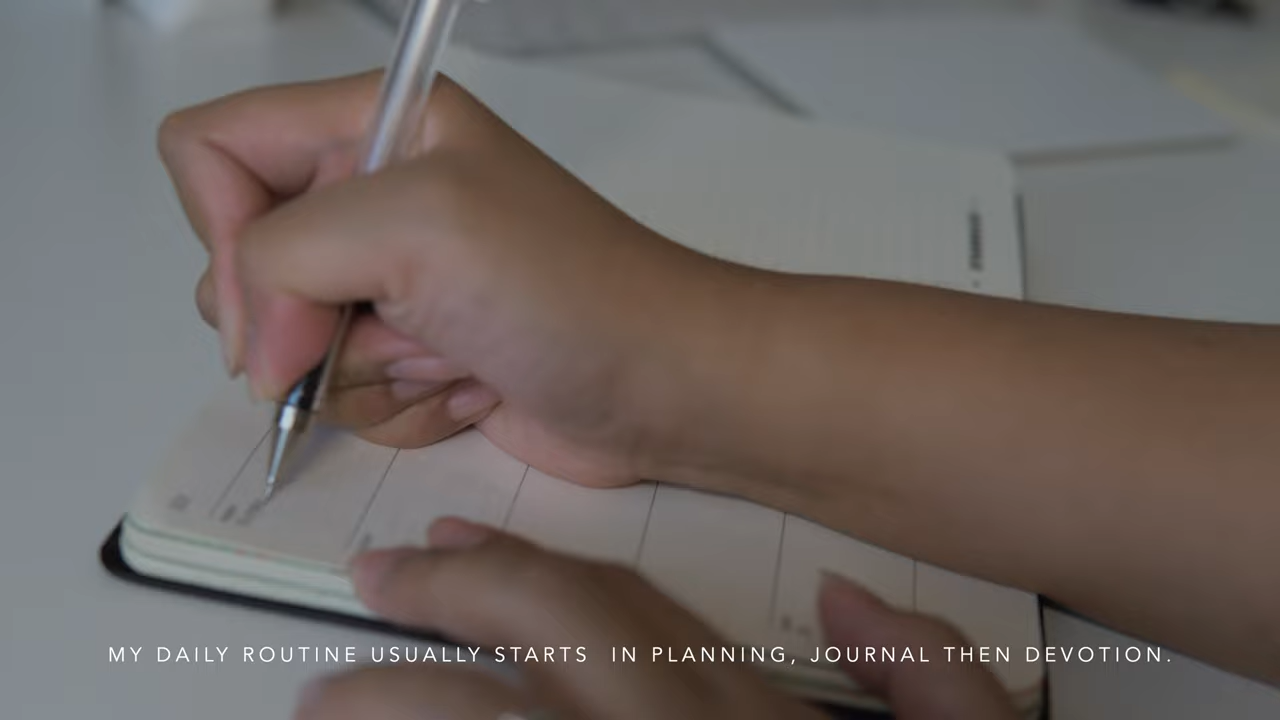 MY DAILY ROUTINE USUALLY STARTS  IN PLANNING, JOURNAL THEN DEVOTION.